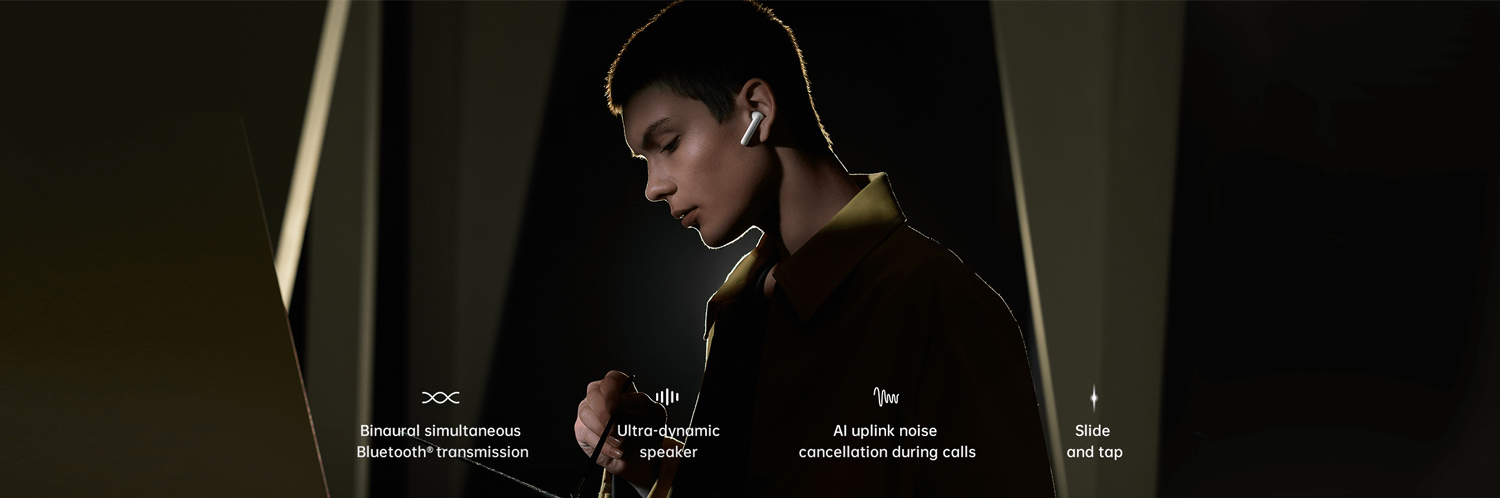 Binaural simultaneous
Bluetooth® transmission
Ultra-dynamic
speaker
AI uplink noise
cancellation during calls
Slide
and tap